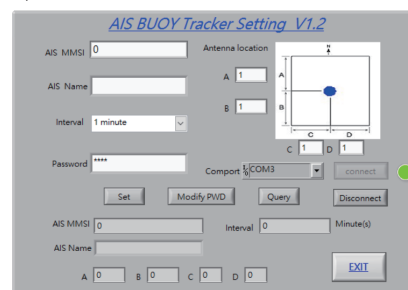 AIS BUOY Tracker Setting V1.2
AIS MMSI 0
Antenna location
N
A 1
A
AIS Name
B 1
B
Interval 1 minute
C D
C 1 D 1
Password ****
Comport COM3 connect
Set Modify PWD Query Disconnect
AIS MMSI 0 Interval 0 Minute(s)
AIS Name
A 0 B 0 C 0 D 0
EXIT